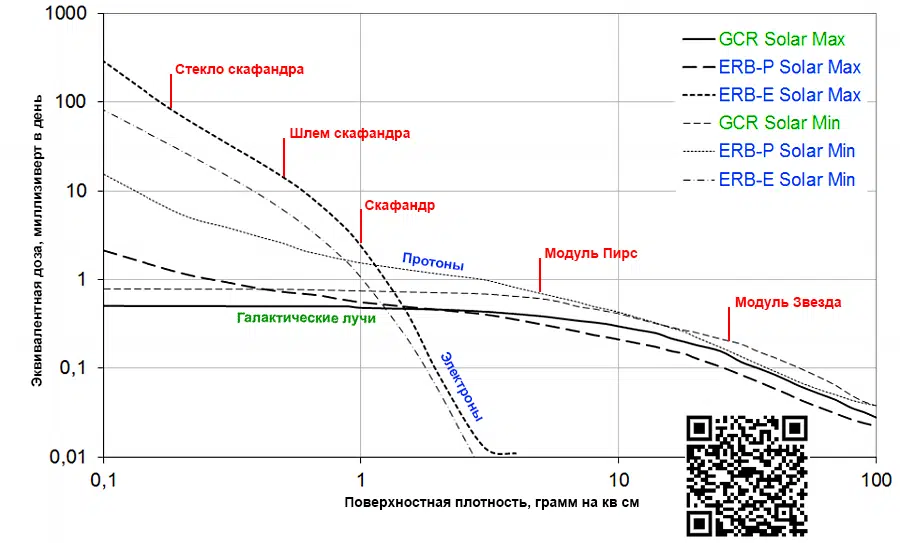 1000
100
10
1
0,1
0,01
0,1
1
10
100
Эквивалентная доза, миллизиверт в день
Поверхностная плотность, грамм на кв см
Стекло скафандра
Шлем скафандра
Скафандр
Модуль Пирс
Модуль Звезда
Протоны
Галактические лучи
Электроны
GCR Solar Max
ERB-P Solar Max
ERB-E Solar Max
GCR Solar Min
ERB-P Solar Min
ERB-E Solar Min